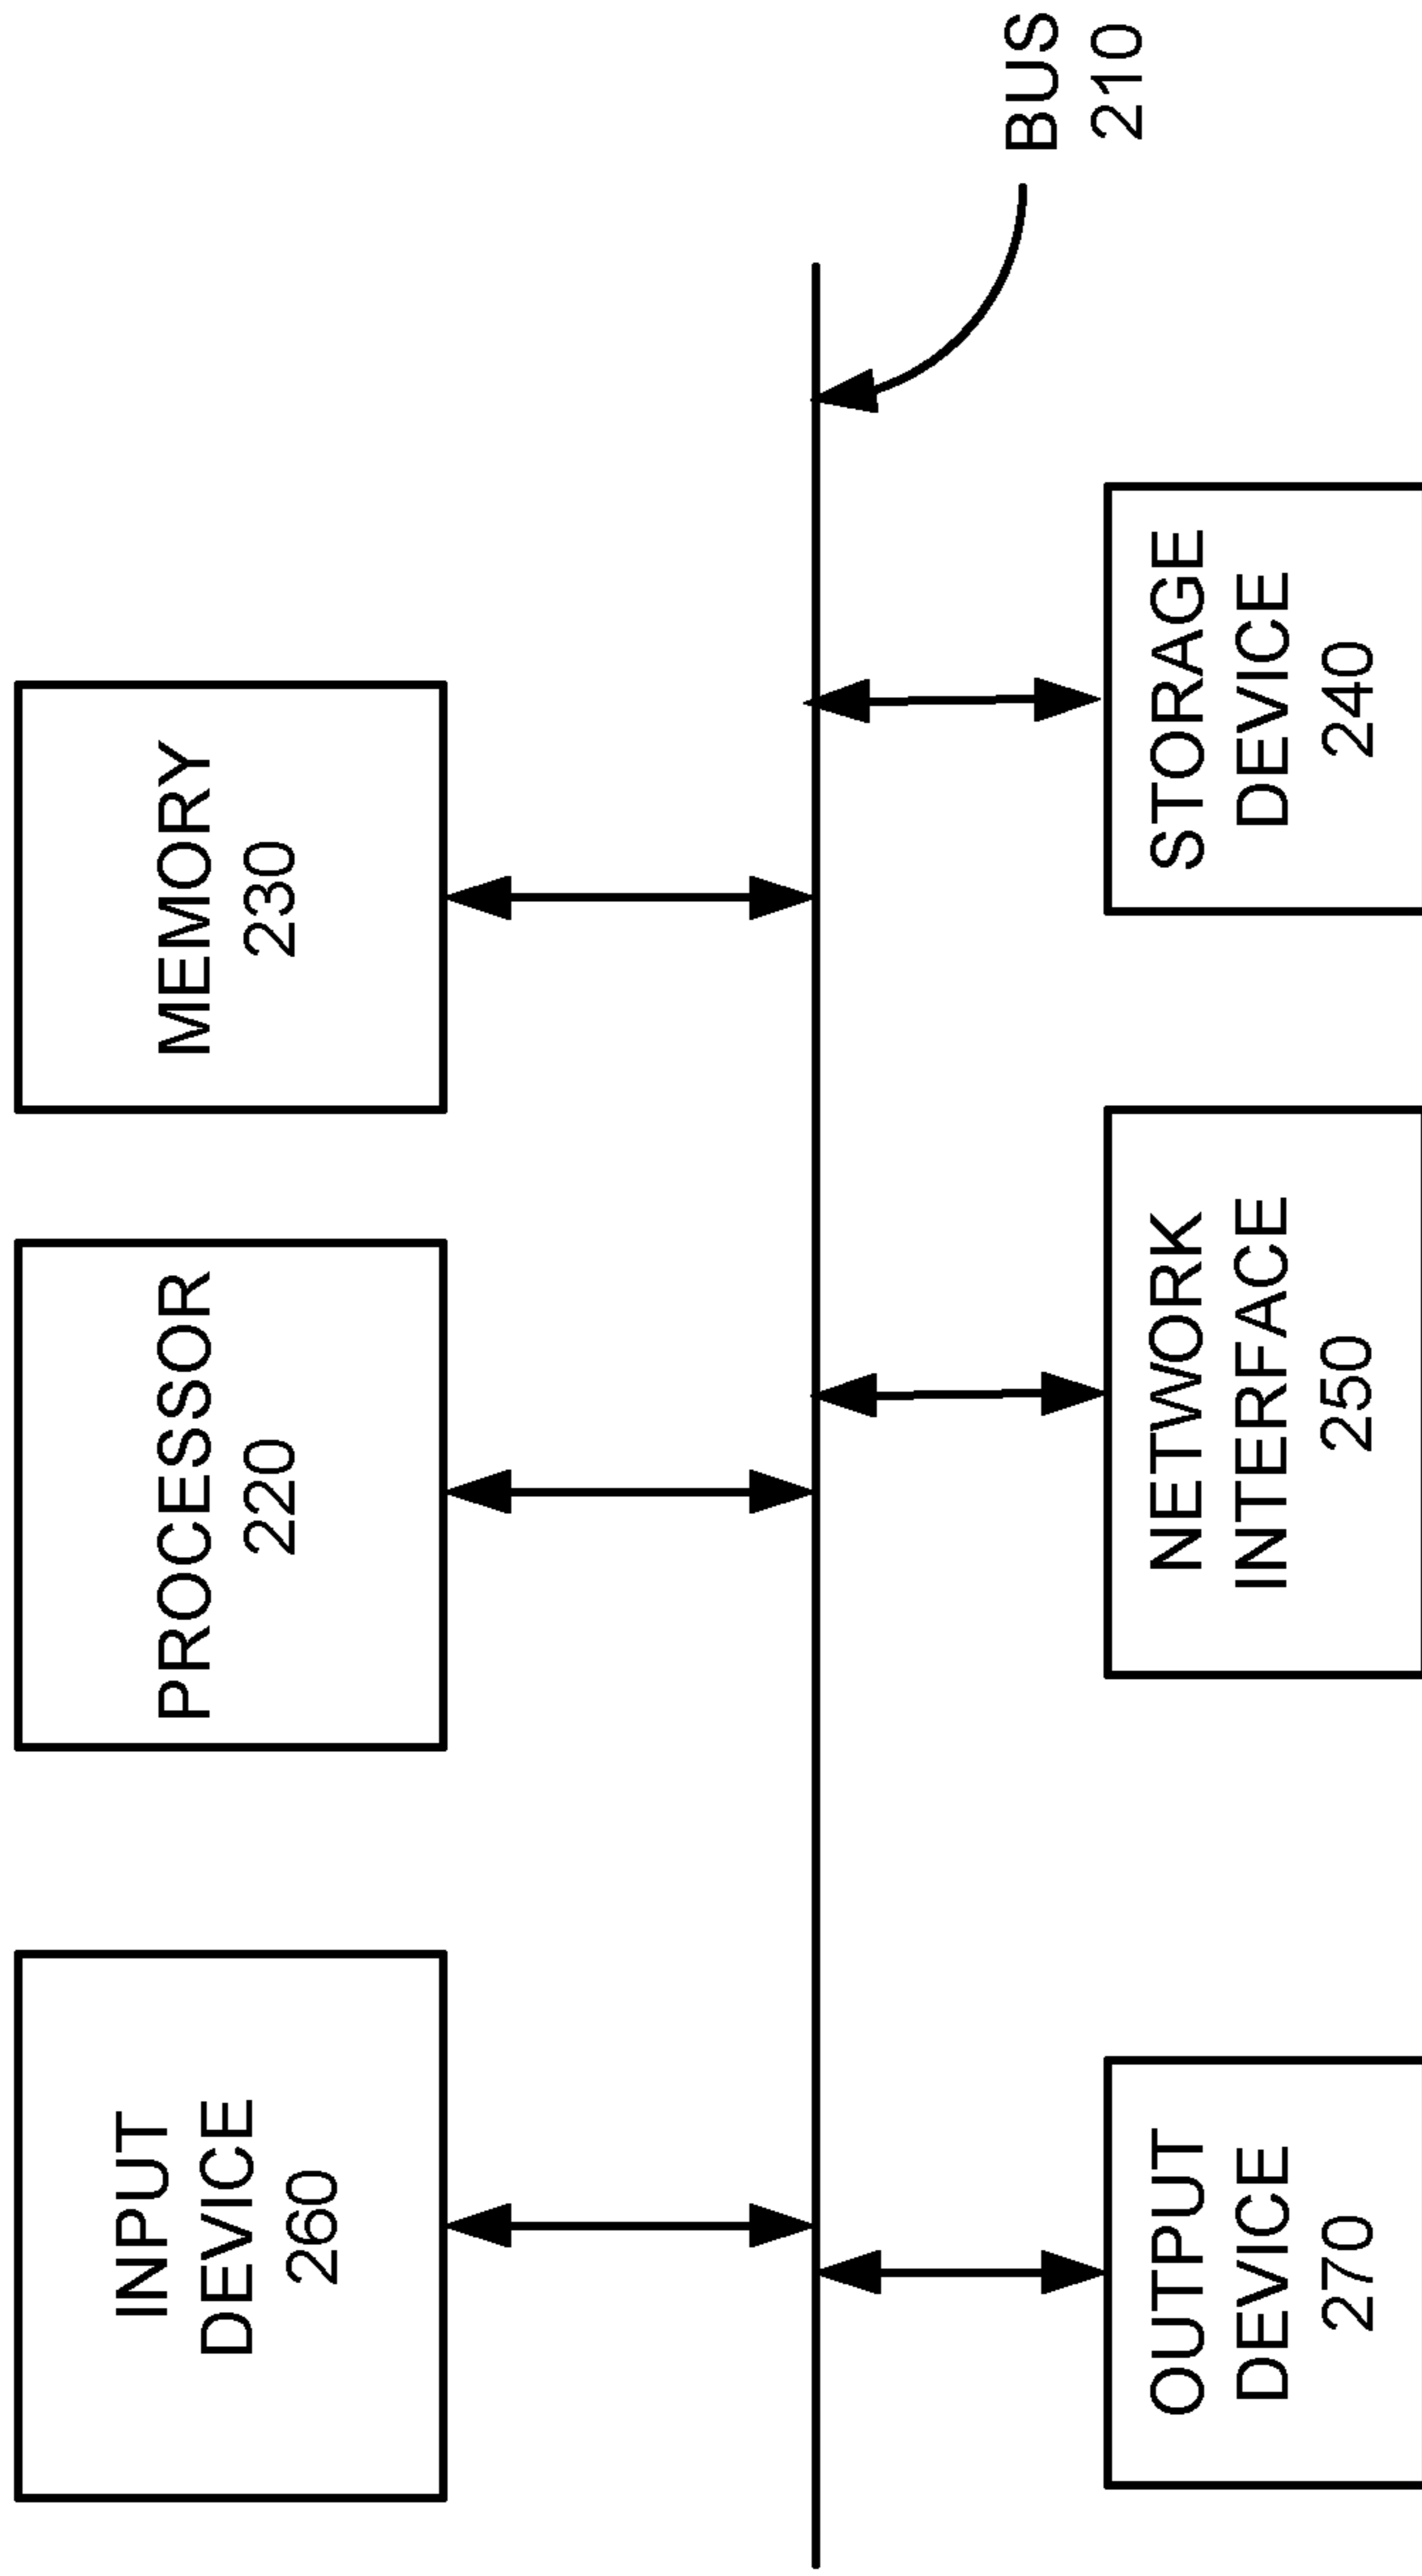 INPUT
DEVICE
260
PROCESSOR
220
MEMORY
230
BUS
210
OUTPUT
DEVICE
270
NETWORK
INTERFACE
250
STORAGE
DEVICE
240